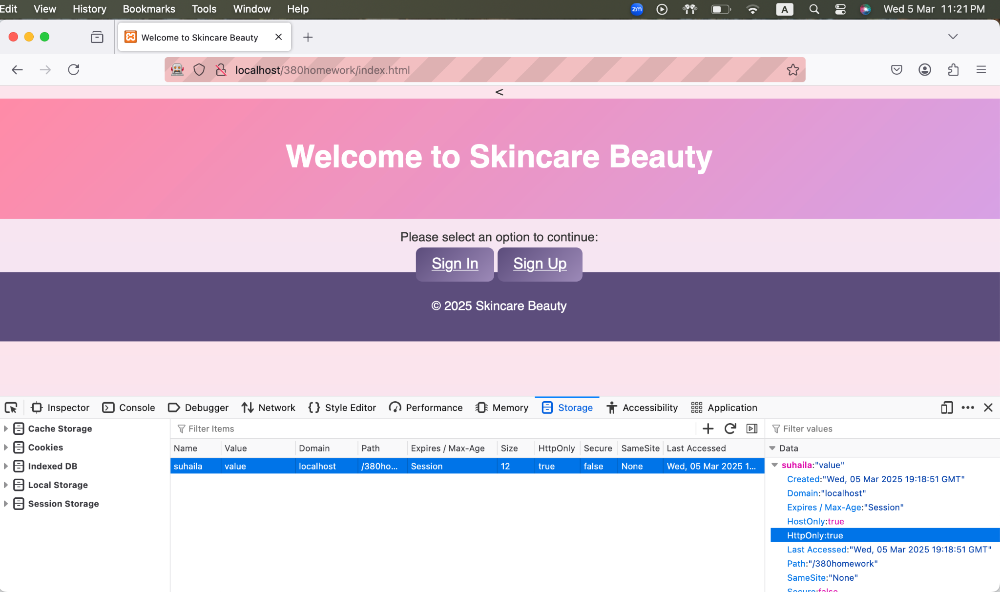 Edit View History Bookmarks Tools Window Help zm A Wed 5 Mar 11:21 PM
Welcome to Skincare Beauty
localhost/380homework/index.html
<
Welcome to Skincare Beauty
Please select an option to continue:
Sign In Sign Up
© 2025 Skincare Beauty
Inspector Console Debugger Network Style Editor Performance Memory Storage Accessibility Application
Cache Storage
Cookies
Indexed DB
Local Storage
Session Storage
Filter Items
Name Value Domain Path Expires / Max-Age Size HttpOnly Secure SameSite Last Accessed
suhaila value localhost /380ho... Session 12 true false None Wed, 05 Mar 2025 1...
Filter values
Data
suhaila:"value"
Created:"Wed, 05 Mar 2025 19:18:51 GMT"
Domain:"localhost"
Expires / Max-Age:"Session"
HostOnly:true
HttpOnly:true
Last Accessed:"Wed, 05 Mar 2025 19:18:51 GMT"
Path:"/380homework"
SameSite:"None"
Secure:false